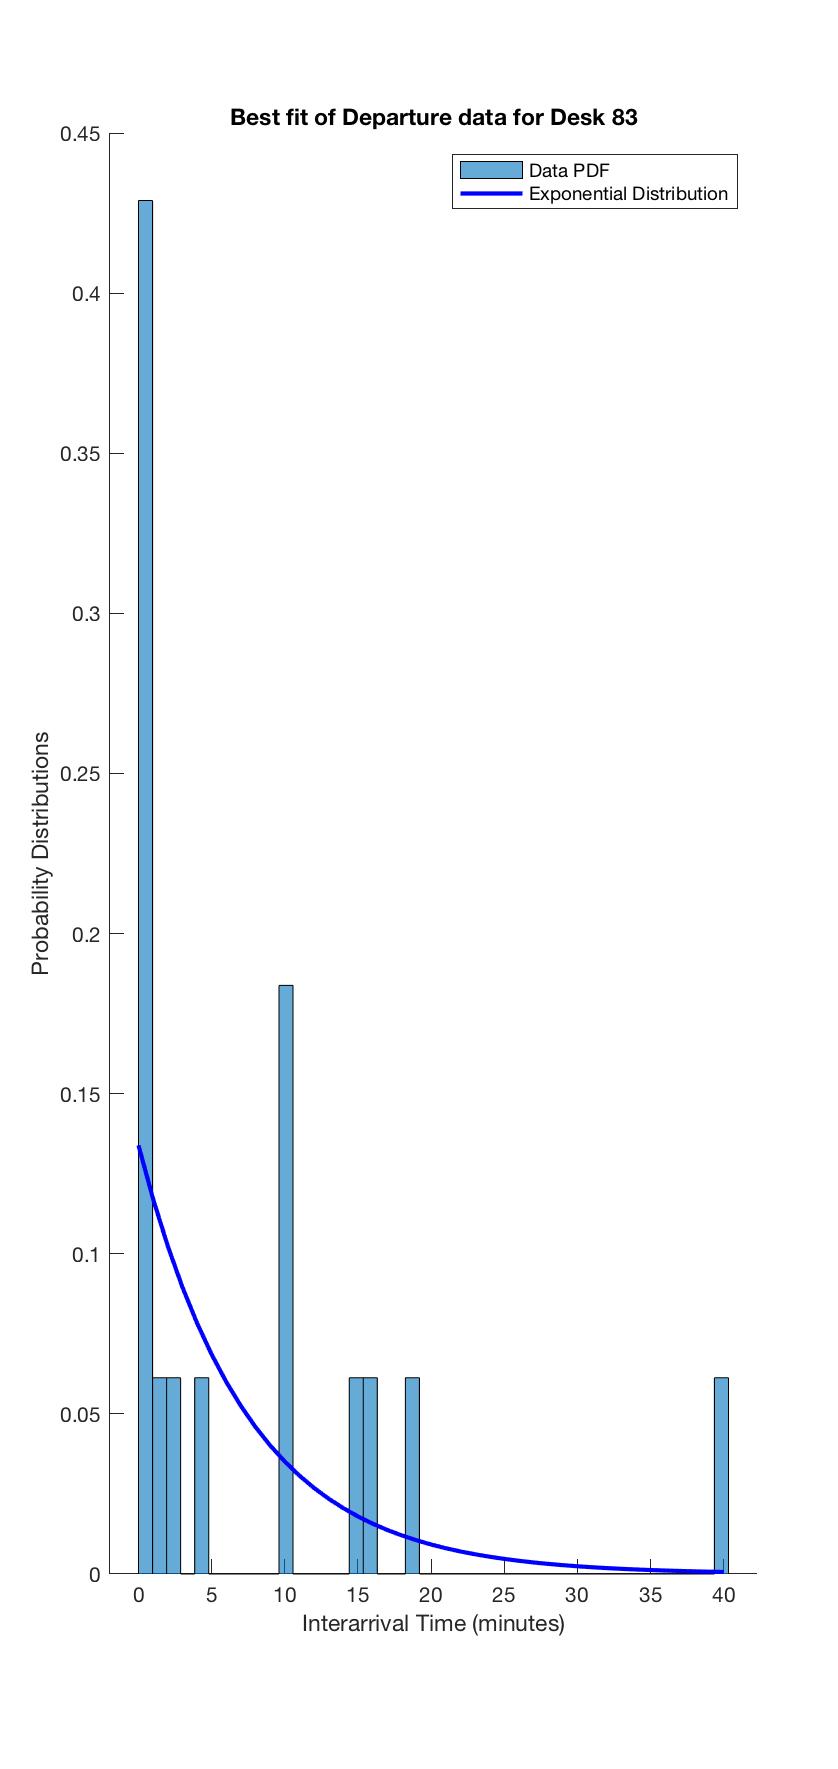 Best fit of Departure data for Desk 83
Data PDF
Exponential Distribution
Probability Distributions
0.45
0.4
0.35
0.3
0.25
0.2
0.15
0.1
0.05
0
0 5 10 15 20 25 30 35 40
Interarrival Time (minutes)